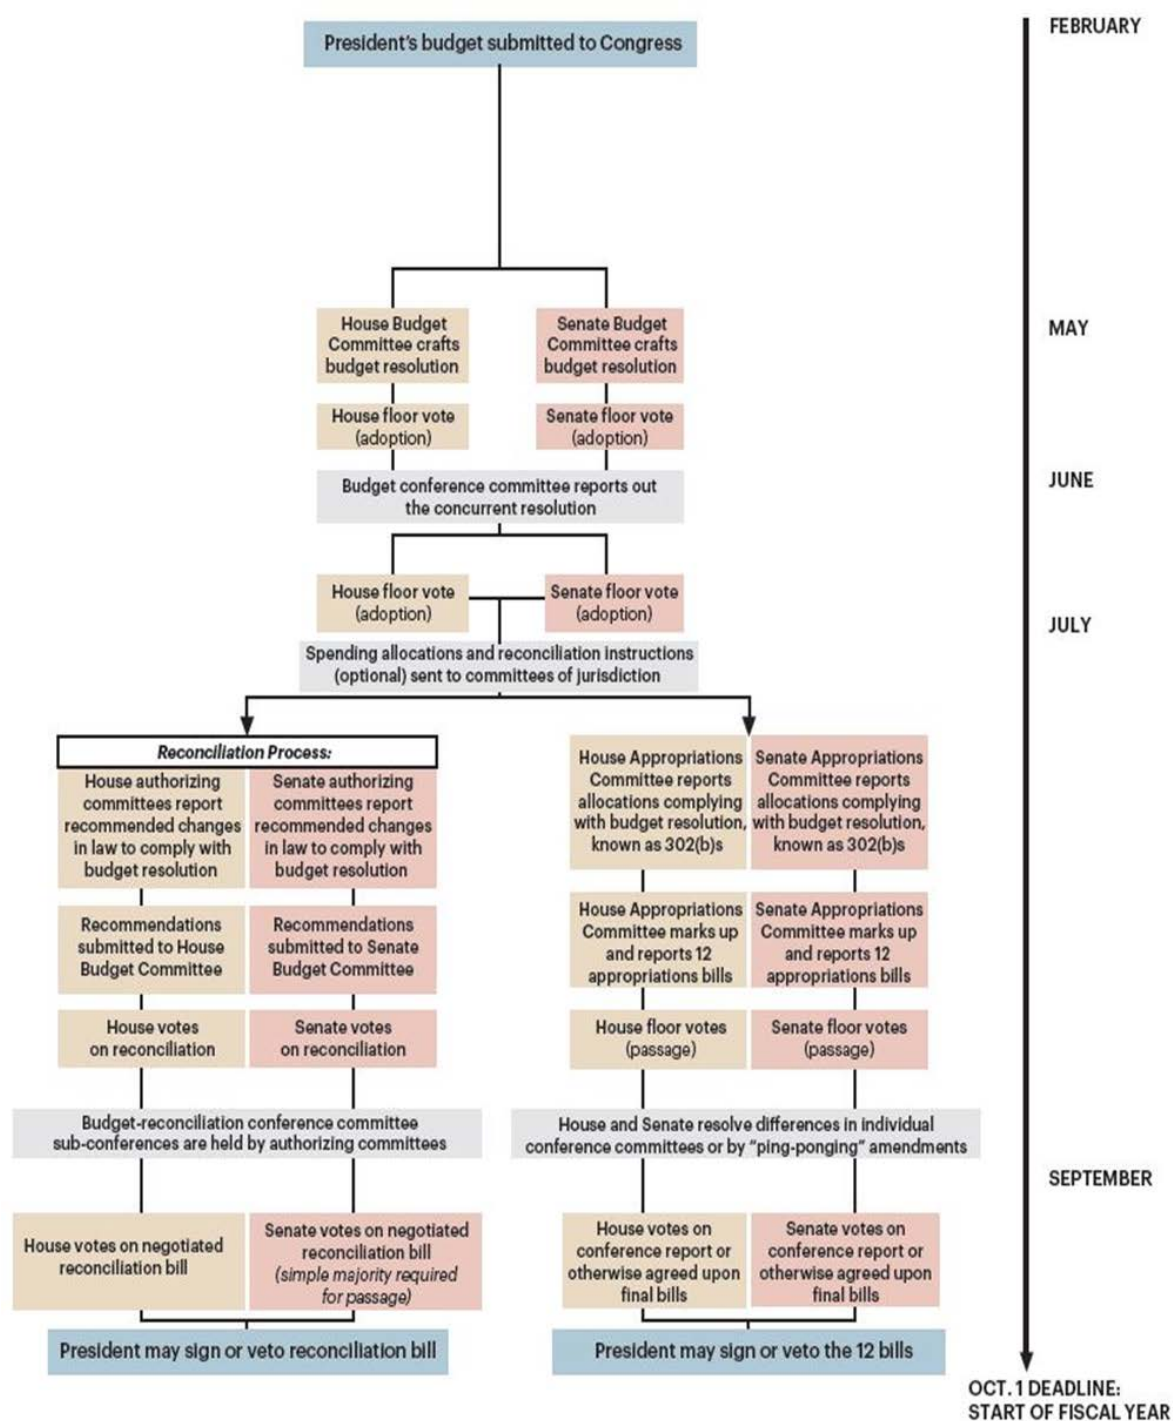 President's budget submitted to Congress
FEBRUARY
House Budget
Committee crafts
budget resolution
Senate Budget
Committee crafts
budget resolution
MAY
House floor vote
(adoption)
Senate floor vote
(adoption)
Budget conference committee reports out
the concurrent resolution
JUNE
House floor vote
(adoption)
Senate floor vote
(adoption)
JULY
Spending allocations and reconciliation instructions
(optional) sent to committees of jurisdiction
Reconciliation Process:
House authorizing
committees report
recommended changes
in law to comply with
budget resolution
Senate authorizing
committees report
recommended changes
in law to comply with
budget resolution
House Appropriations
Committee reports
allocations complying
with budget resolution,
known as 302(b)s
Senate Appropriations
Committee reports
allocations complying
with budget resolution,
known as 302(b)s
Recommendations
submitted to House
Budget Committee
Recommendations
submitted to Senate
Budget Committee
House Appropriations
Committee marks up
and reports 12
appropriations bills
Senate Appropriations
Committee marks up
and reports 12
appropriations bills
House votes
on reconciliation
Senate votes
on reconciliation
House floor votes
(passage)
Senate floor votes
(passage)
Budget-reconciliation conference committee
sub-conferences are held by authorizing committees
House and Senate resolve differences in individual
conference committees or by "ping-ponging" amendments
SEPTEMBER
House votes on negotiated
reconciliation bill
Senate votes on negotiated
reconciliation bill
(simple majority required
for passage)
House votes on
conference report or
otherwise agreed upon
final bills
Senate votes on
conference report or
otherwise agreed upon
final bills
President may sign or veto reconciliation bill
President may sign or veto the 12 bills
OCT. 1 DEADLINE:
START OF FISCAL YEAR